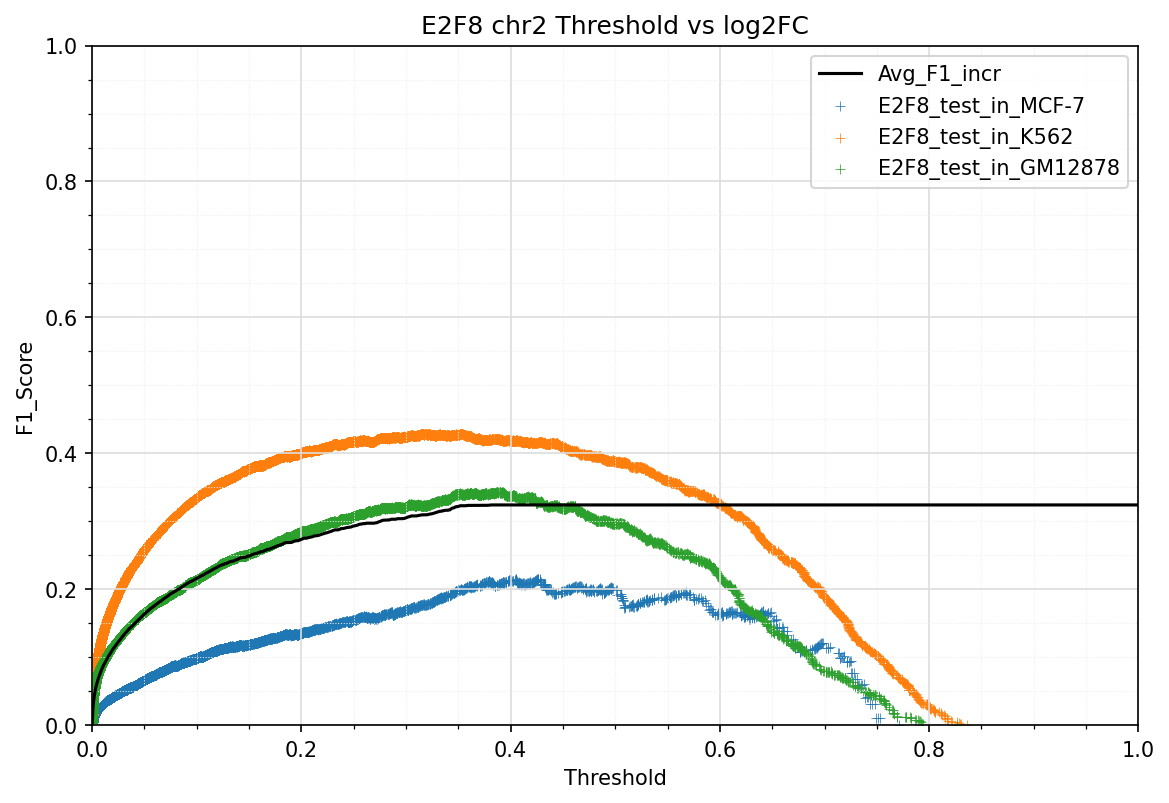 E2F8 chr2 Threshold vs log2FC
1.0
0.8
0.6
0.4
0.2
0.0
F1_Score
Avg_F1_incr
E2F8_test_in_MCF-7
E2F8_test_in_K562
E2F8_test_in_GM12878
0.0 0.2 0.4 0.6 0.8 1.0
Threshold